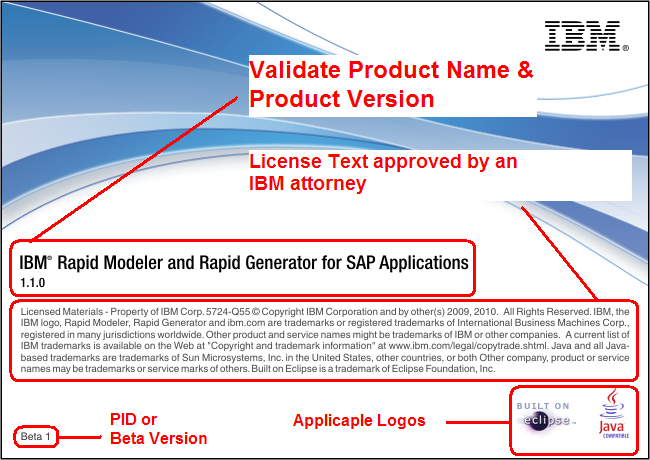 IBM®
Validate Product Name &
Product Version
License Text approved by an
IBM attorney
IBM® Rapid Modeler and Rapid Generator for SAP Applications
1.1.0
Licensed Materials - Property of IBM Corp. 5724-Q55 © Copyright IBM Corporation and by other(s) 2009, 2010.  All Rights Reserved. IBM, the
IBM logo, Rapid Modeler, Rapid Generator and ibm.com are trademarks or registered trademarks of International Business Machines Corp.,
registered in many jurisdictions worldwide. Other product and service names might be trademarks of IBM or other companies.  A current list of
IBM trademarks is available on the Web at "Copyright and trademark information" at www.ibm.com/legal/copytrade.shtml. Java and all Java-
based trademarks are trademarks of Sun Microsystems, Inc. in the United States, other countries, or both Other company, product or service
names may be trademarks or service marks of others. Built on Eclipse is a trademark of Eclipse Foundation, Inc.
PID or
Beta Version
Applicaple Logos
Beta 1
BUILT ON
eclipse™
Java
COMPATIBLE